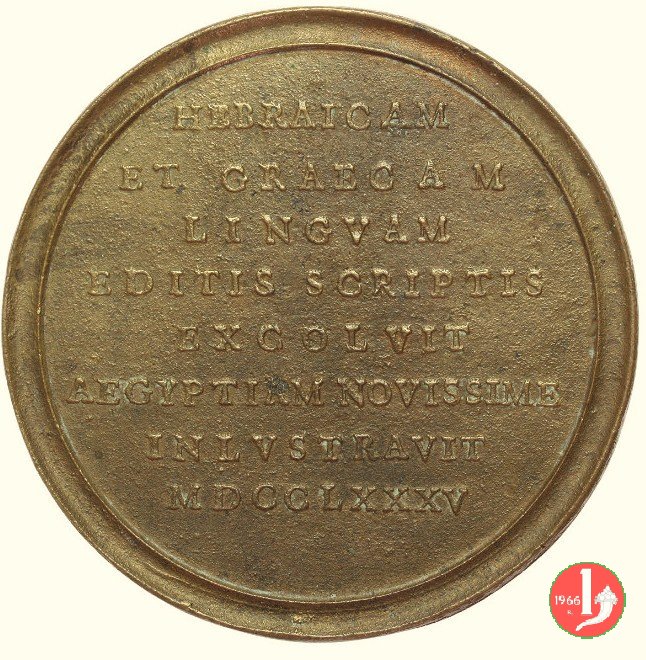 HEBRAICAM
ET GRAECAM
LINGVAM
EDITIS SCRIPTIS
EXCOLVIT
AEGYPTIAM NOVISSIME
INLVSTRAVIT
MDCCLXXXV
1966